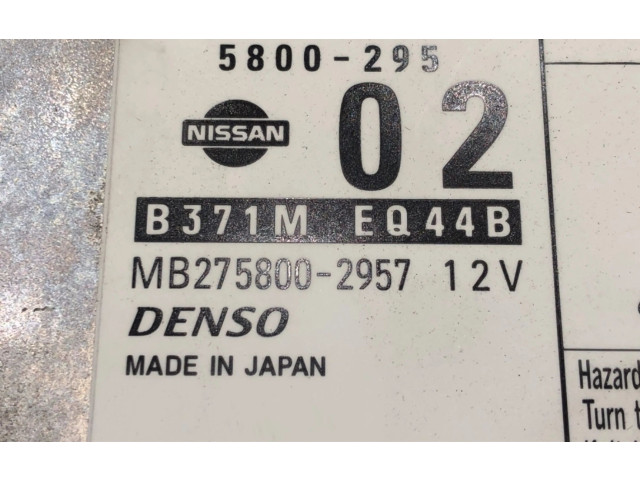 5800-295
NISSAN 02
B371M EQ44B
MB275800-2957 12V
DENSO
MADE IN JAPAN
Hazard
Turn t